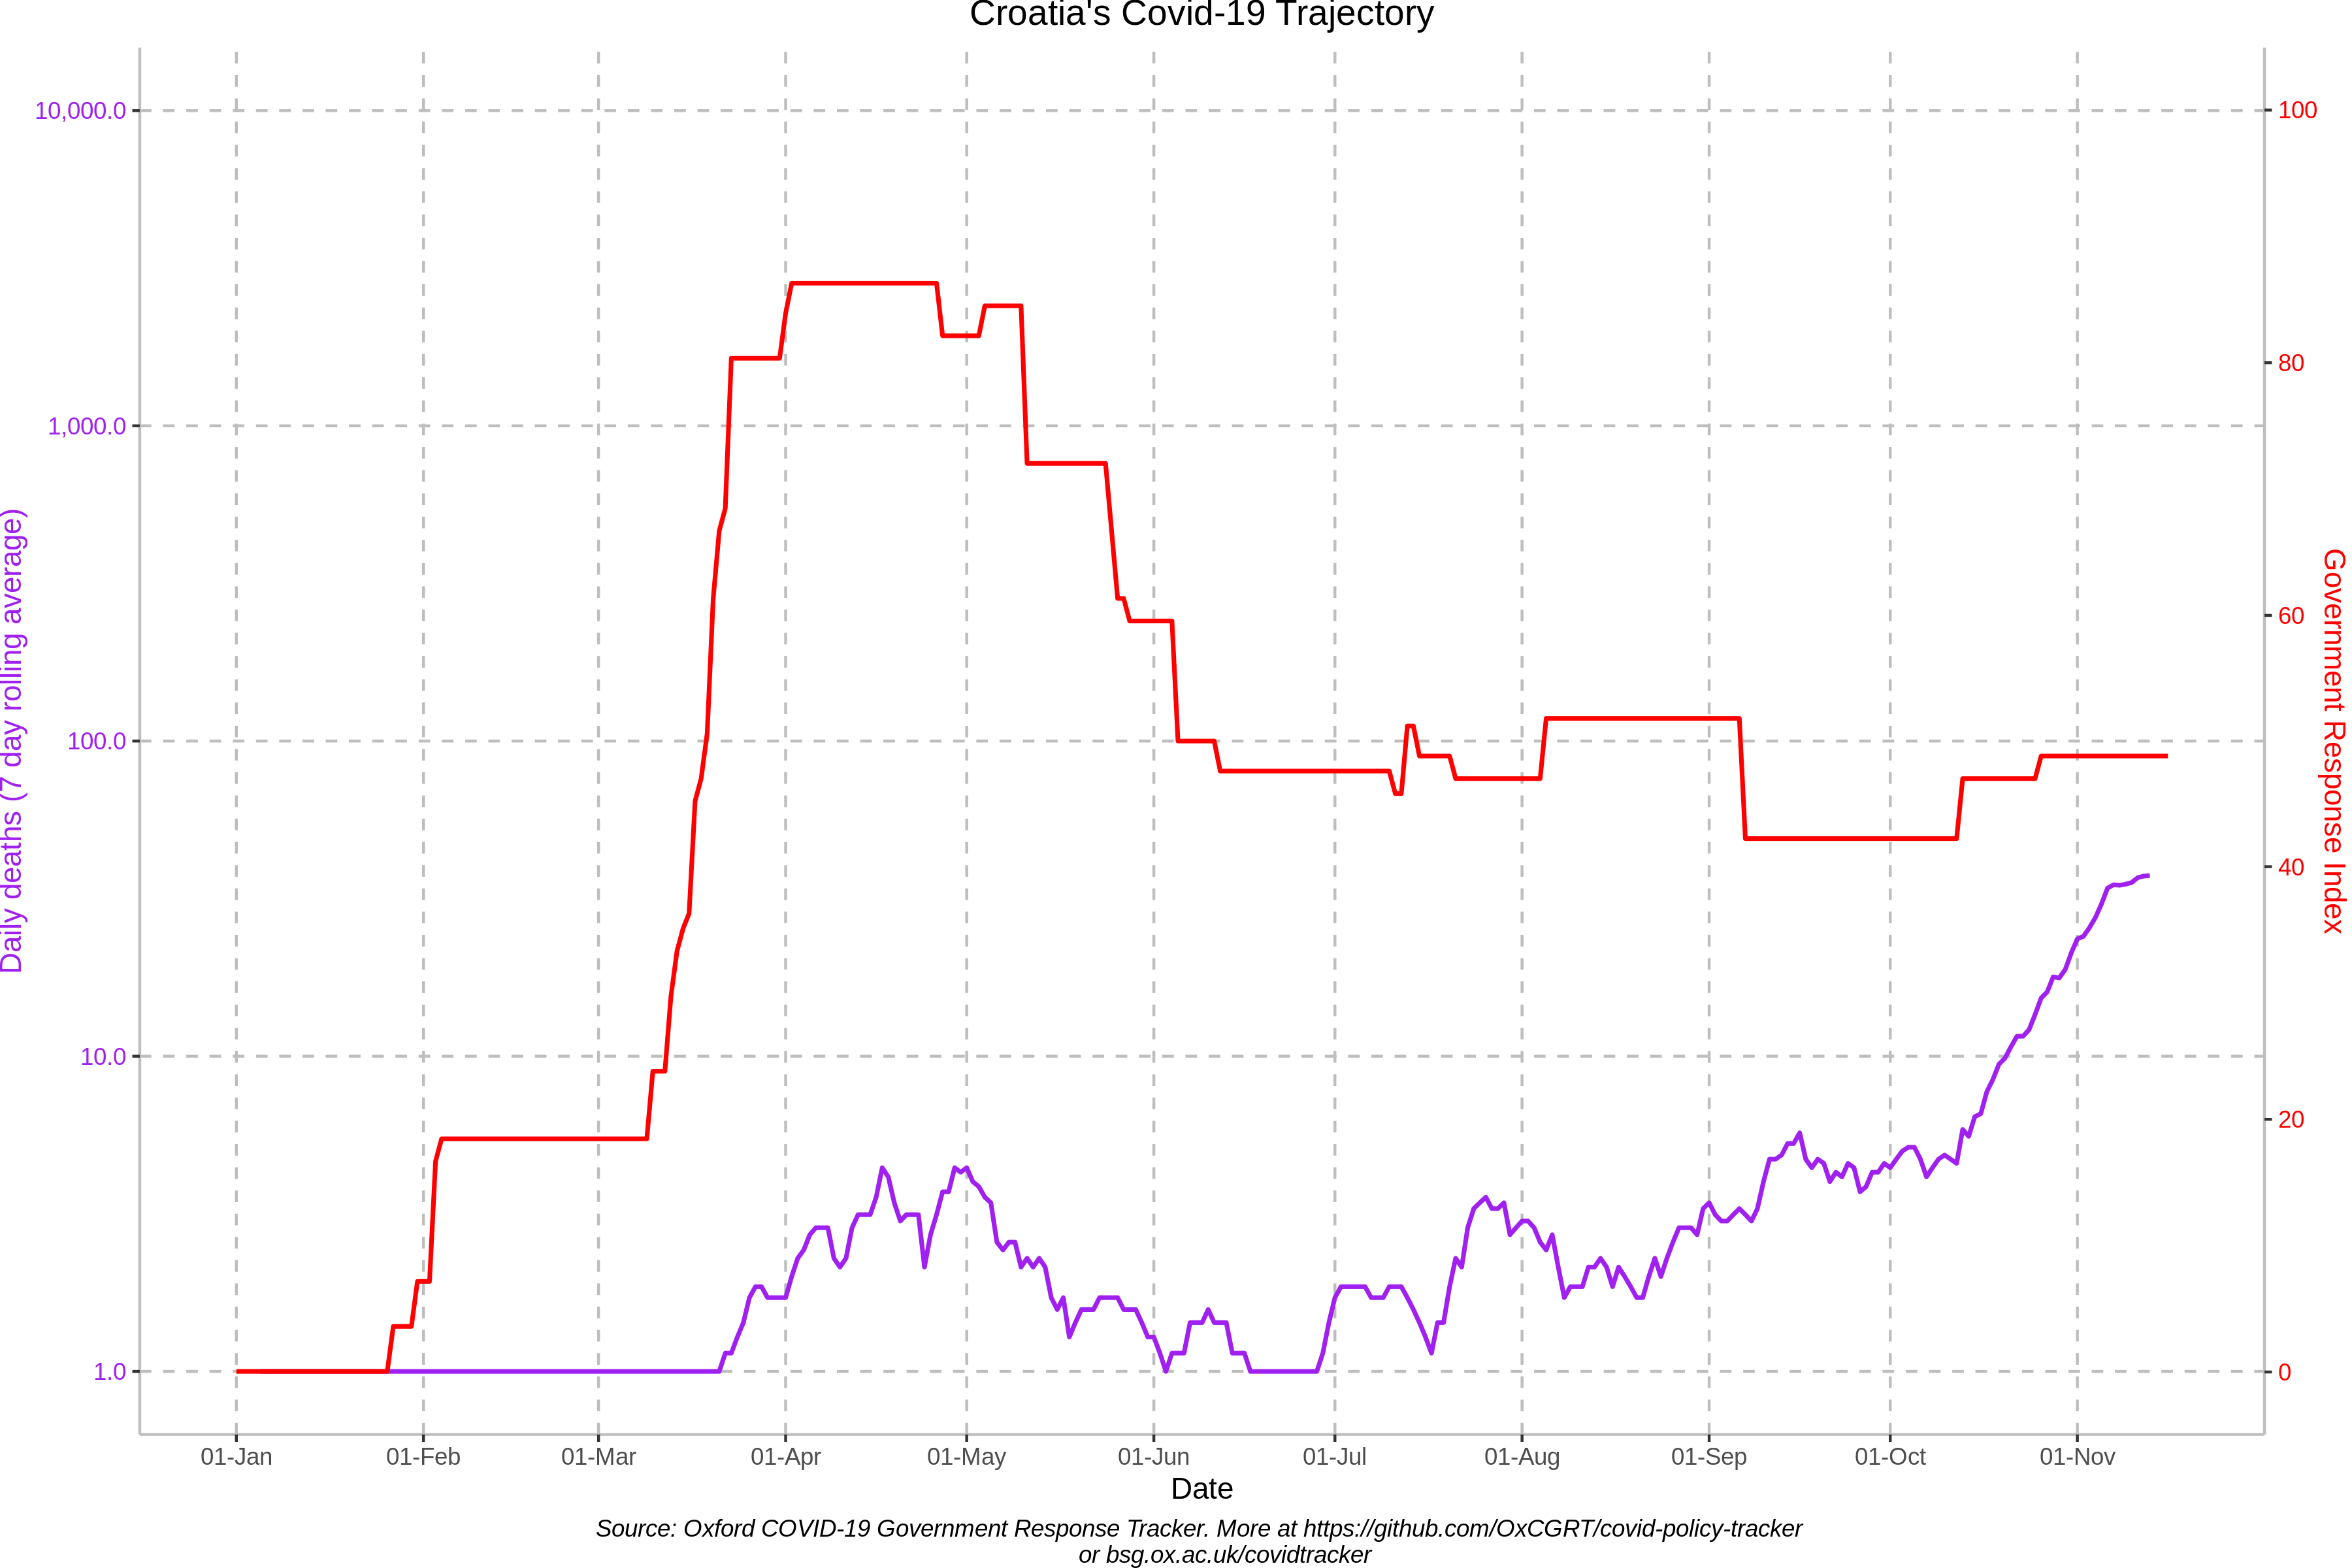 Croatia's Covid-19 Trajectory
10,000.0
1,000.0
100.0
10.0
1.0
Daily deaths (7 day rolling average)
100
80
60
40
20
0
Government Response Index
01-Jan 01-Feb 01-Mar 01-Apr 01-May 01-Jun 01-Jul 01-Aug 01-Sep 01-Oct 01-Nov
Date
Source: Oxford COVID-19 Government Response Tracker. More at https://github.com/OxCGRT/covid-policy-tracker
or bsg.ox.ac.uk/covidtracker